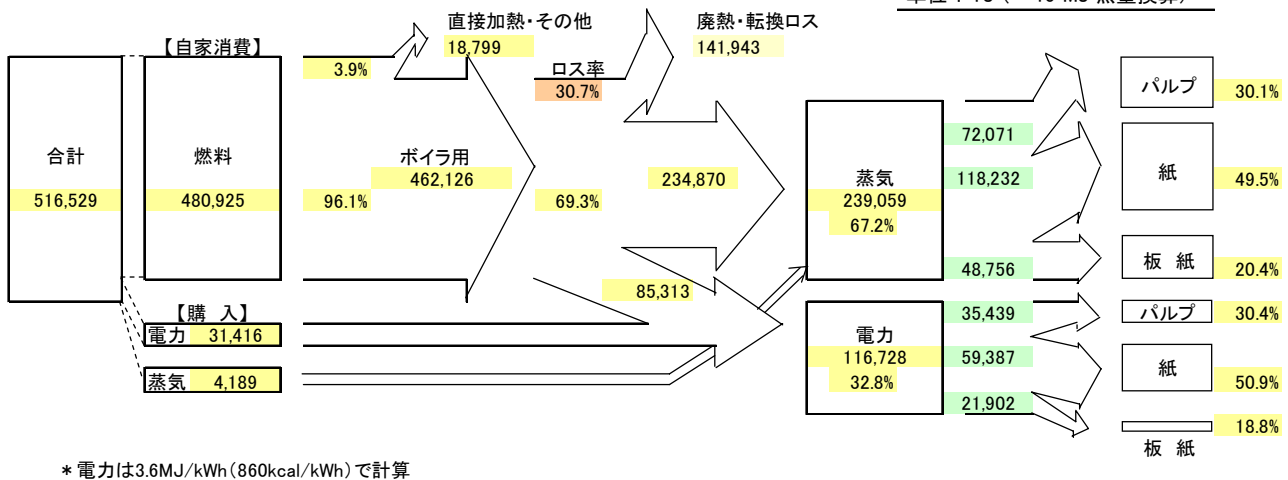 直接加熱・その他
廃熱・転換ロス
【自家消費】
18,799
141,943
3.9%
ロス率
30.7%
パルプ
30.1%
合計
燃料
ボイラ用
72,071
516,529
480,925
462,126
96.1%
69.3%
234,870
蒸気
118,232
紙
49.5%
239,059
67.2%
48,756
板 紙
20.4%
85,313
【購 入】
電力 31,416
35,439
パルプ
30.4%
電力
116,728
59,387
紙
32.8%
50.9%
蒸気 4,189
21,902
18.8%
板 紙
*電力は3.6MJ/kWh(860kcal/kWh)で計算